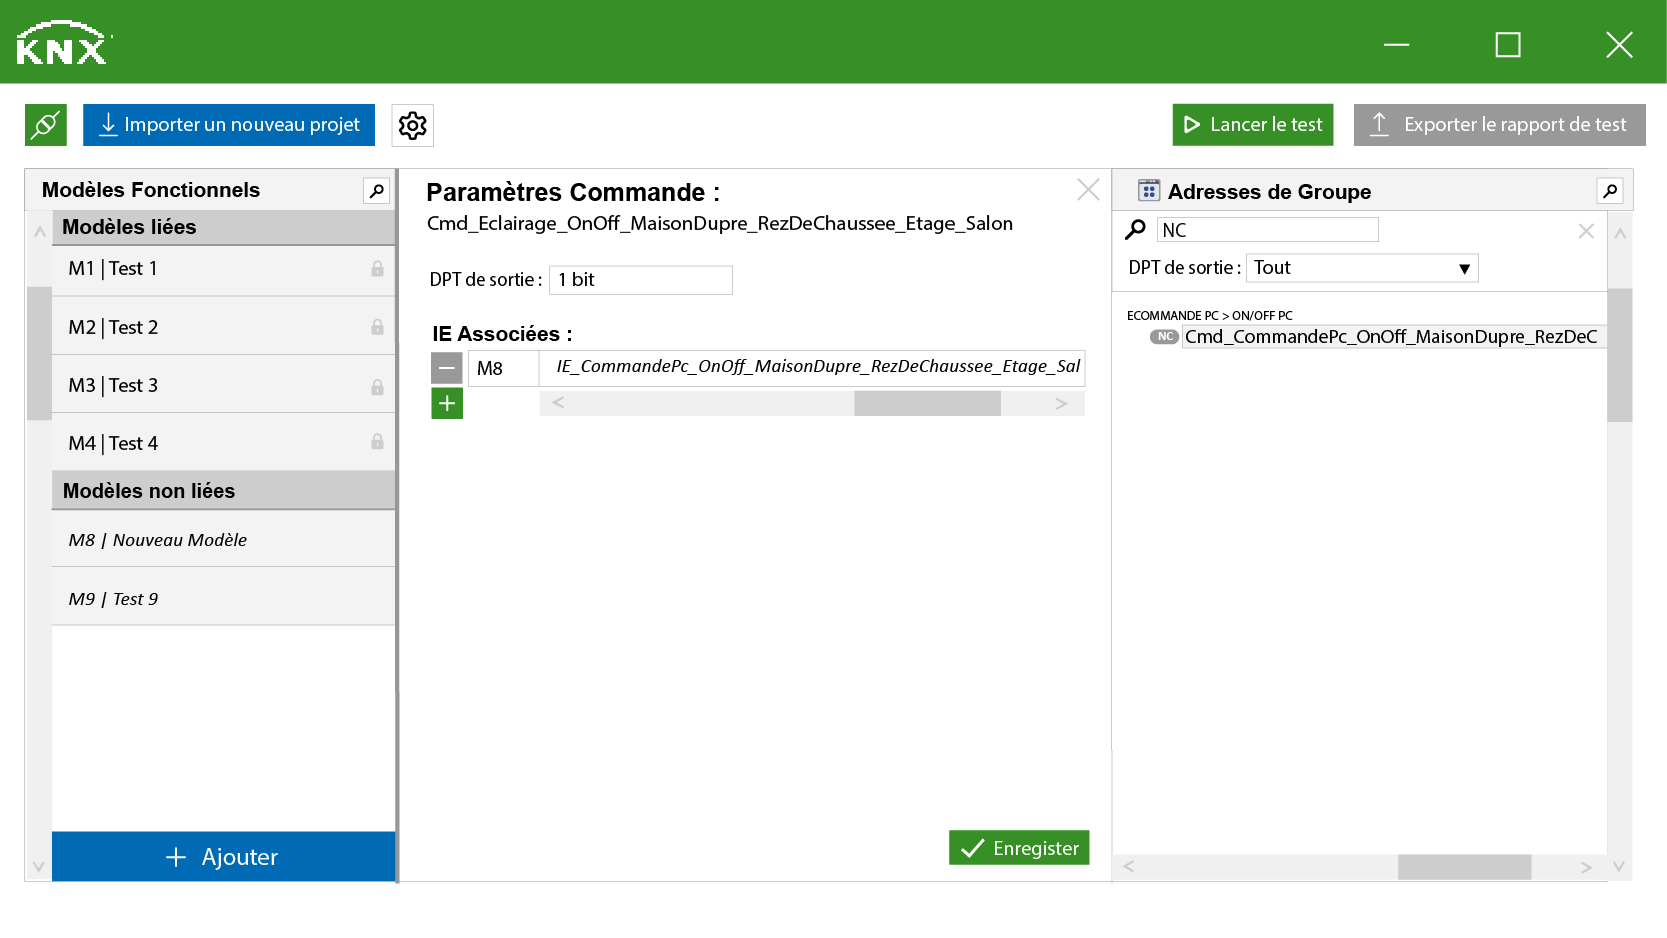 KNX
Importer un nouveau projet
Lancer le test
Exporter le rapport de test
Modèles Fonctionnels
Modèles liées
M1 | Test 1
M2 | Test 2
M3 | Test 3
M4 | Test 4
Modèles non liées
M8 | Nouveau Modèle
M9 | Test 9
+ Ajouter
Paramètres Commande :
Cmd_Eclairage_OnOff_MaisonDupre_RezDeChaussee_Etage_Salon
DPT de sortie : 1 bit
IE Associées :
M8 IE_CommandePc_OnOff_MaisonDupre_RezDeChaussee_Etage_Sal
Enregister
Adresses de Groupe
NC
DPT de sortie : Tout
ECOMMANDE PC > ON/OFF PC
NC Cmd_CommandePc_OnOff_MaisonDupre_RezDeC